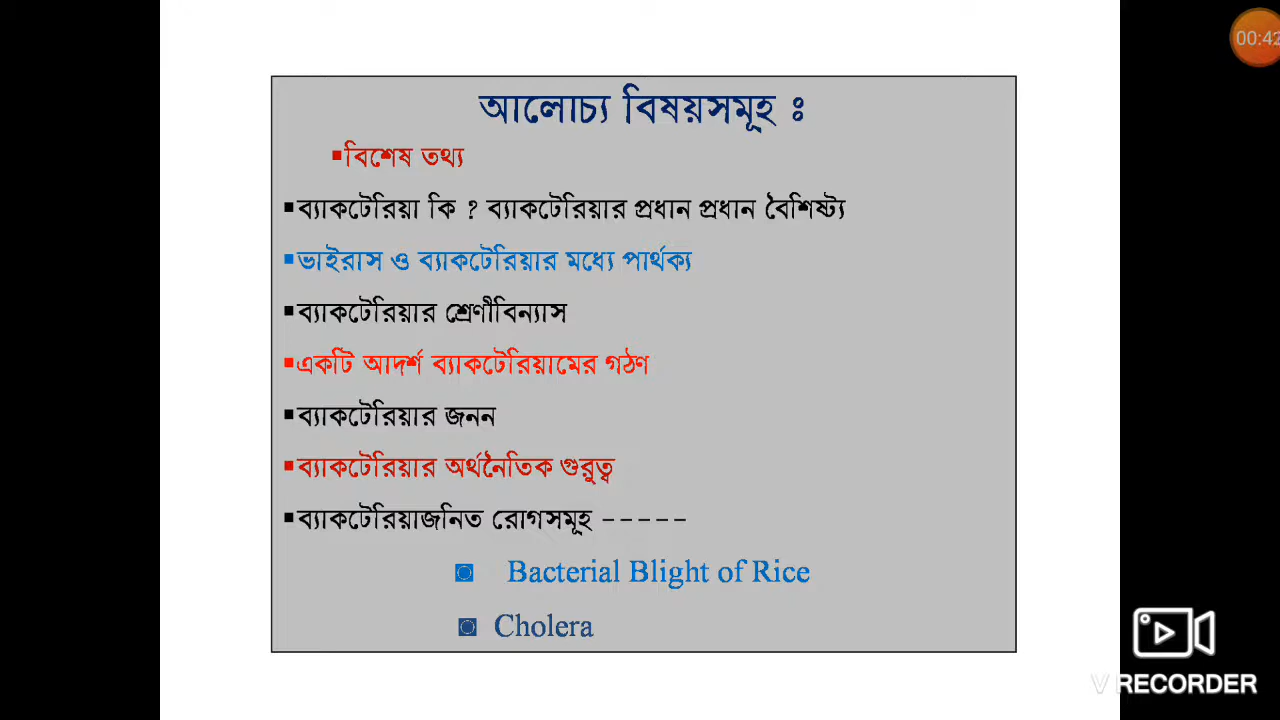 00:42
আলোচ্য বিষয়সমূহ ঃ
▪বিশেষ তথ্য
▪ব্যাকটেরিয়া কি ? ব্যাকটেরিয়ার প্রধান প্রধান বৈশিষ্ট্য
▪ভাইরাস ও ব্যাকটেরিয়ার মধ্যে পার্থক্য
▪ব্যাকটেরিয়ার শ্রেণীবিন্যাস
▪একটি আদর্শ ব্যাকটেরিয়ামের গঠণ
▪ব্যাকটেরিয়ার জনন
▪ব্যাকটেরিয়ার অর্থনৈতিক গুরুত্ব
▪ব্যাকটেরিয়াজনিত রোগসমূহ -----
◙ Bacterial Blight of Rice
◙ Cholera
V RECORDER